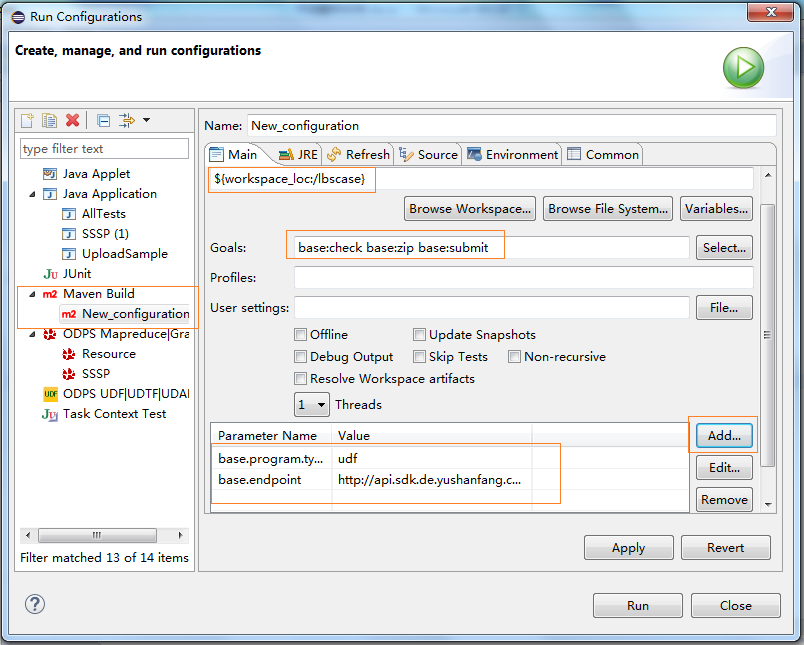 Run Configurations
Create, manage, and run configurations
type filter text
Java Applet
Java Application
AllTests
SSSP (1)
UploadSample
Ju JUnit
m2 Maven Build
m2 New_configuration
ODPS Mapreduce|Gra
Resource
SSSP
UDF ODPS UDF|UDTF|UDAI
Ju Task Context Test
Filter matched 13 of 14 items
Name: New_configuration
Main JRE Refresh Source Environment Common
${workspace_loc:/lbscase}
Browse Workspace... Browse File System... Variables...
Goals: base:check base:zip base:submit Select...
Profiles:
User settings: File...
Offline Update Snapshots
Debug Output Skip Tests Non-recursive
Resolve Workspace artifacts
1 Threads
Parameter Name Value Add...
base.program.ty... udf
base.endpoint http://api.sdk.de.yushanfang.c...
Edit...
Remove
Apply Revert
? Run Close